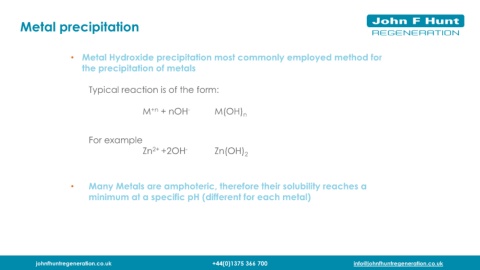 Metal precipitation
John F Hunt
REGENERATION
• Metal Hydroxide precipitation most commonly employed method for
the precipitation of metals
Typical reaction is of the form:
M⁺ⁿ + nOH⁻ M(OH)ₙ
For example
Zn²⁺ +2OH⁻ Zn(OH)₂
• Many Metals are amphoteric, therefore their solubility reaches a
minimum at a specific pH (different for each metal)
johnfhuntregeneration.co.uk +44(0)1375 366 700 info@johnfhuntregeneration.co.uk